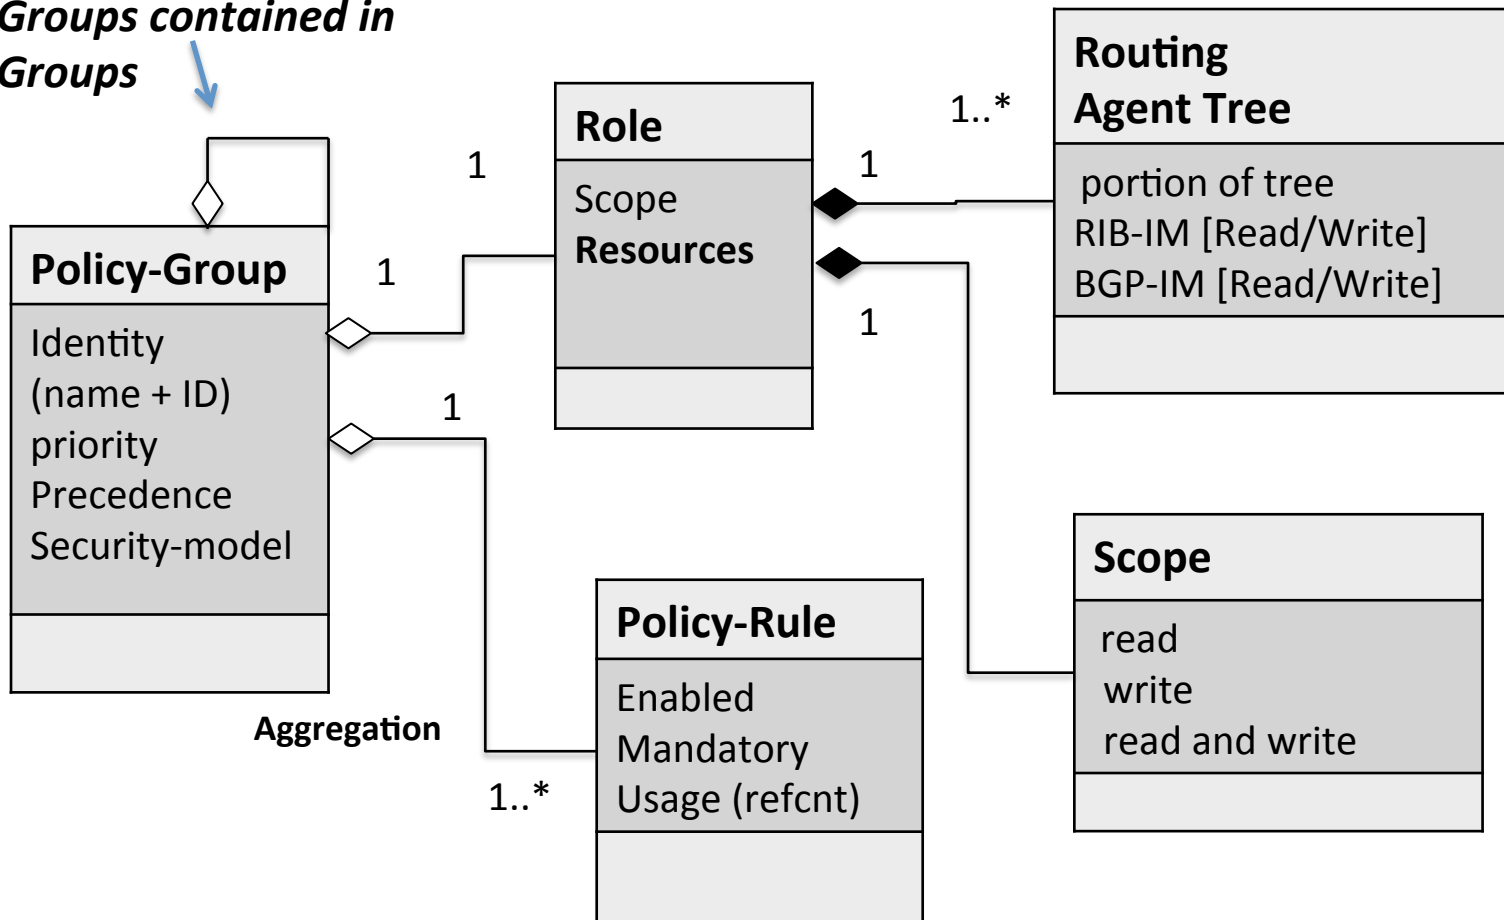 Groups contained in
Groups
Policy-Group
Identity
(name + ID)
priority
Precedence
Security-model
1
1
1
Aggregation
1..*
Role
Scope
Resources
1
1
1..*
Routing
Agent Tree
portion of tree
RIB-IM [Read/Write]
BGP-IM [Read/Write]
Policy-Rule
Enabled
Mandatory
Usage (refcnt)
Scope
read
write
read and write